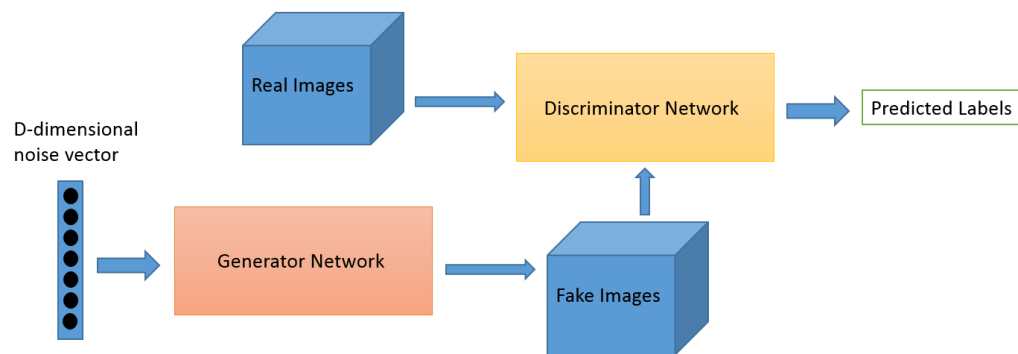 Real Images
Discriminator Network
Predicted Labels
D-dimensional
noise vector
Generator Network
Fake Images